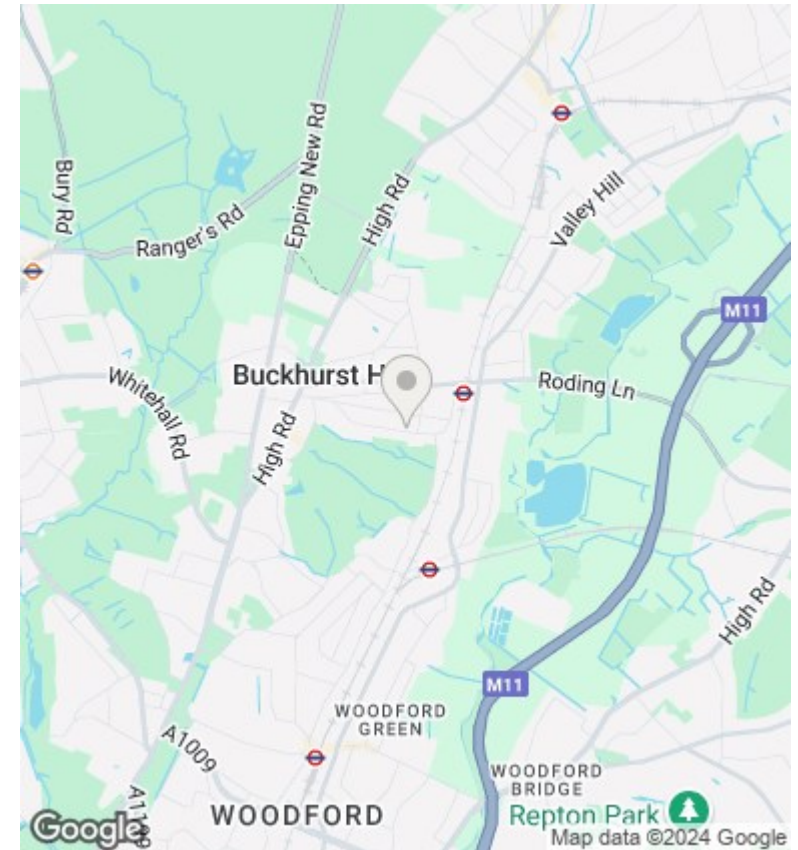 Epping New Rd
Bury Rd
High Rd
Valley Hill
Ranger's Rd
M11
Buckhurst H
Roding Ln
Whitehall Rd
High Rd
High Rd
M11
WOODFORD
GREEN
A1009
WOODFORD
BRIDGE
Repton Park
WOODFORD
Google
Map data ©2024 Google